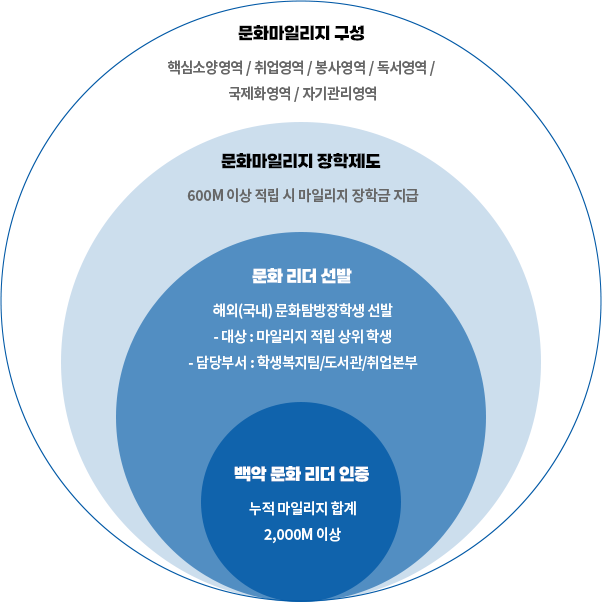 문화마일리지 구성
핵심소양영역 / 취업영역 / 봉사영역 / 독서영역 /
국제화영역 / 자기관리영역
문화마일리지 장학제도
600M 이상 적립 시 마일리지 장학금 지급
문화 리더 선발
해외(국내) 문화탐방장학생 선발
- 대상 : 마일리지 적립 상위 학생
- 담당부서 : 학생복지팀/도서관/취업본부
백악 문화 리더 인증
누적 마일리지 합계
2,000M 이상